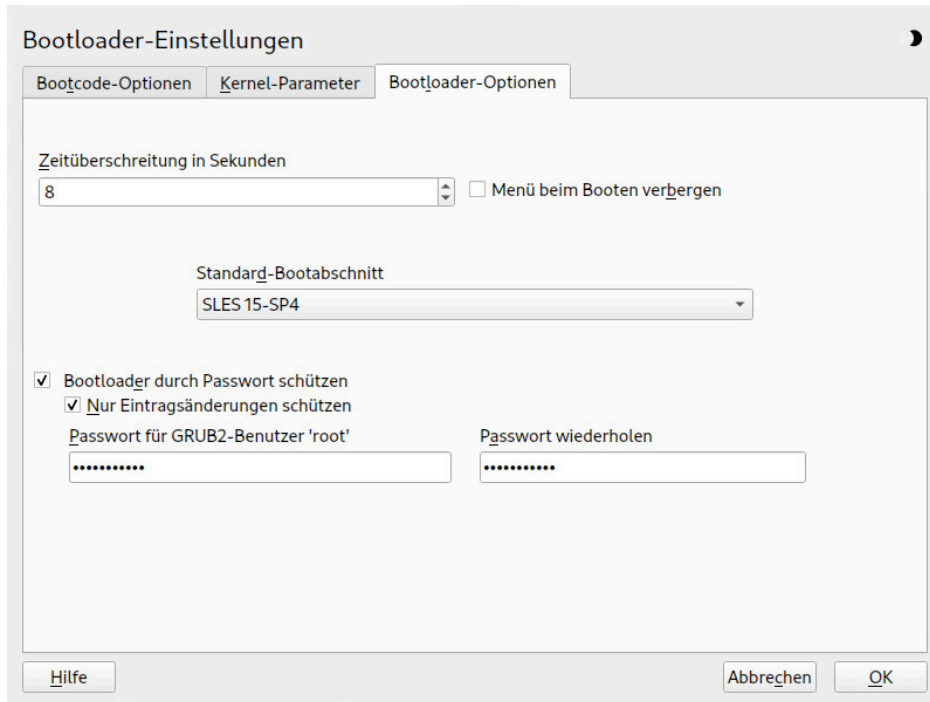 Bootloader-Einstellungen
Bootcode-Optionen Kernel-Parameter Bootloader-Optionen
Zeitüberschreitung in Sekunden
8 Menü beim Booten verbergen
Standard-Bootabschnitt
SLES 15-SP4
Bootloader durch Passwort schützen
Nur Eintragsänderungen schützen
Passwort für GRUB2-Benutzer 'root' Passwort wiederholen
••••••••••• •••••••••••
Hilfe Abbrechen OK